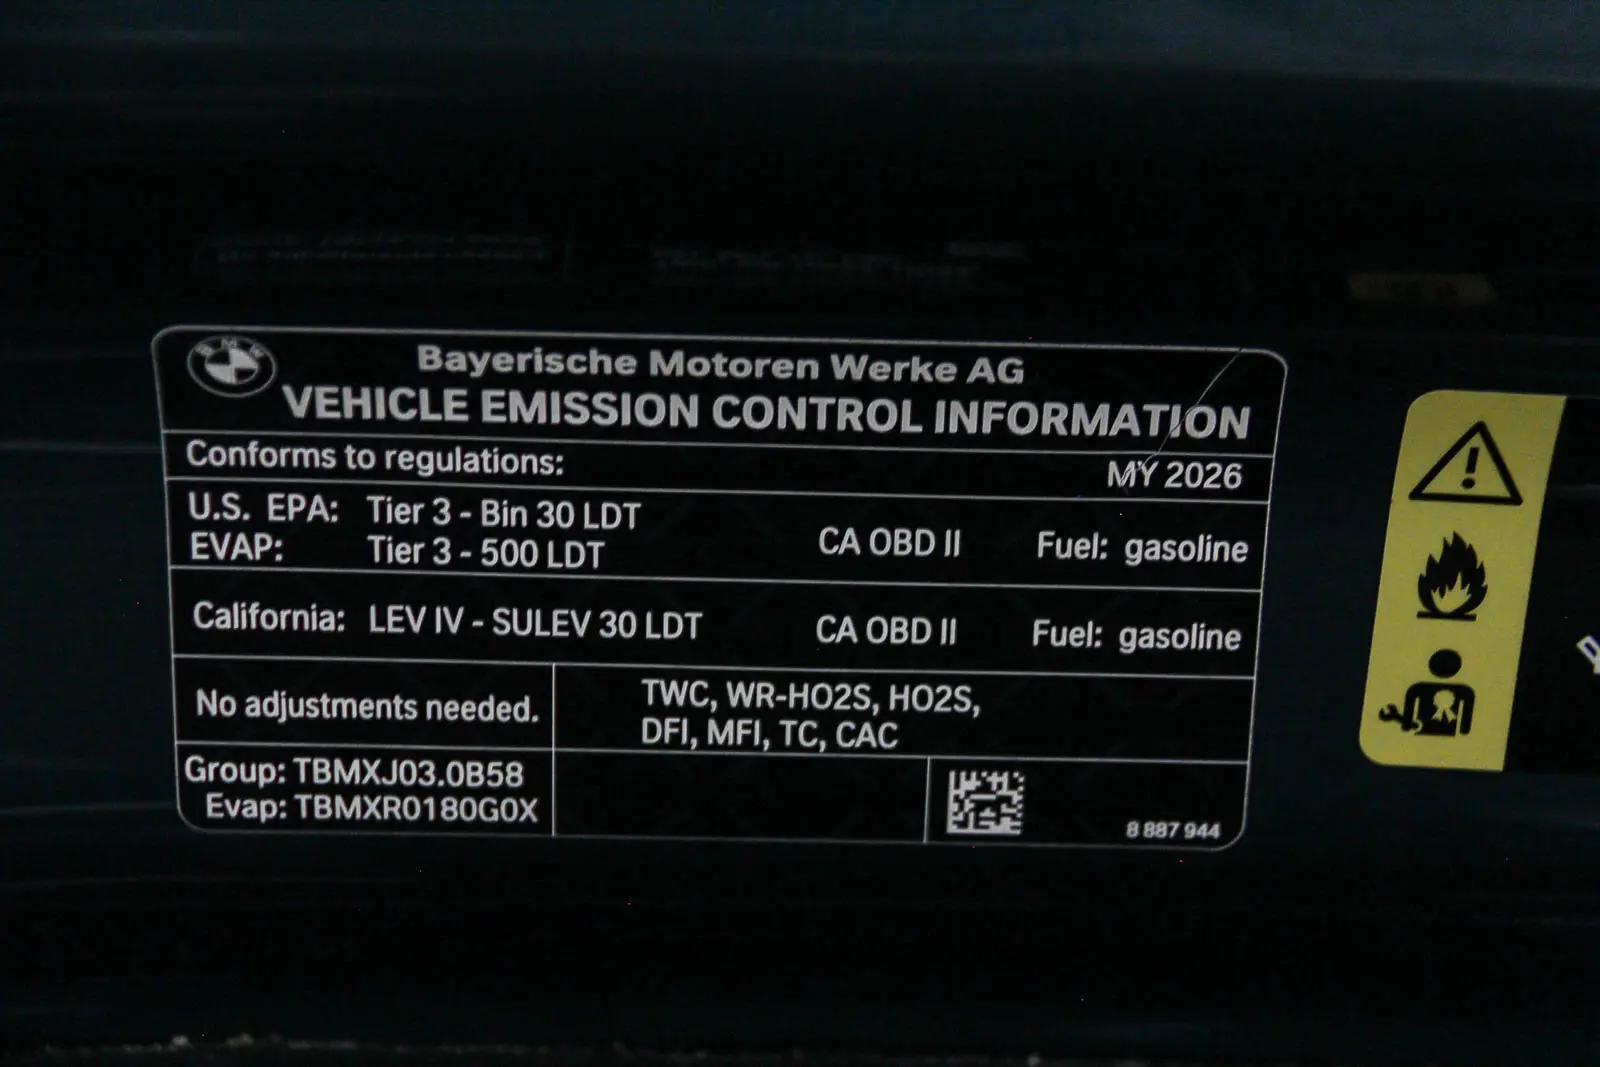 BMW
Bayerische Motoren Werke AG
VEHICLE EMISSION CONTROL INFORMATION
Conforms to regulations: MY 2026
U.S. EPA: Tier 3 - Bin 30 LDT
EVAP: Tier 3 - 500 LDT
CA OBD II Fuel: gasoline
California: LEV IV - SULEV 30 LDT CA OBD II Fuel: gasoline
No adjustments needed.
TWC, WR-HO2S, HO2S,
DFI, MFI, TC, CAC
Group: TBMXJ03.0B58
Evap: TBMXR0180G0X
8 887 944